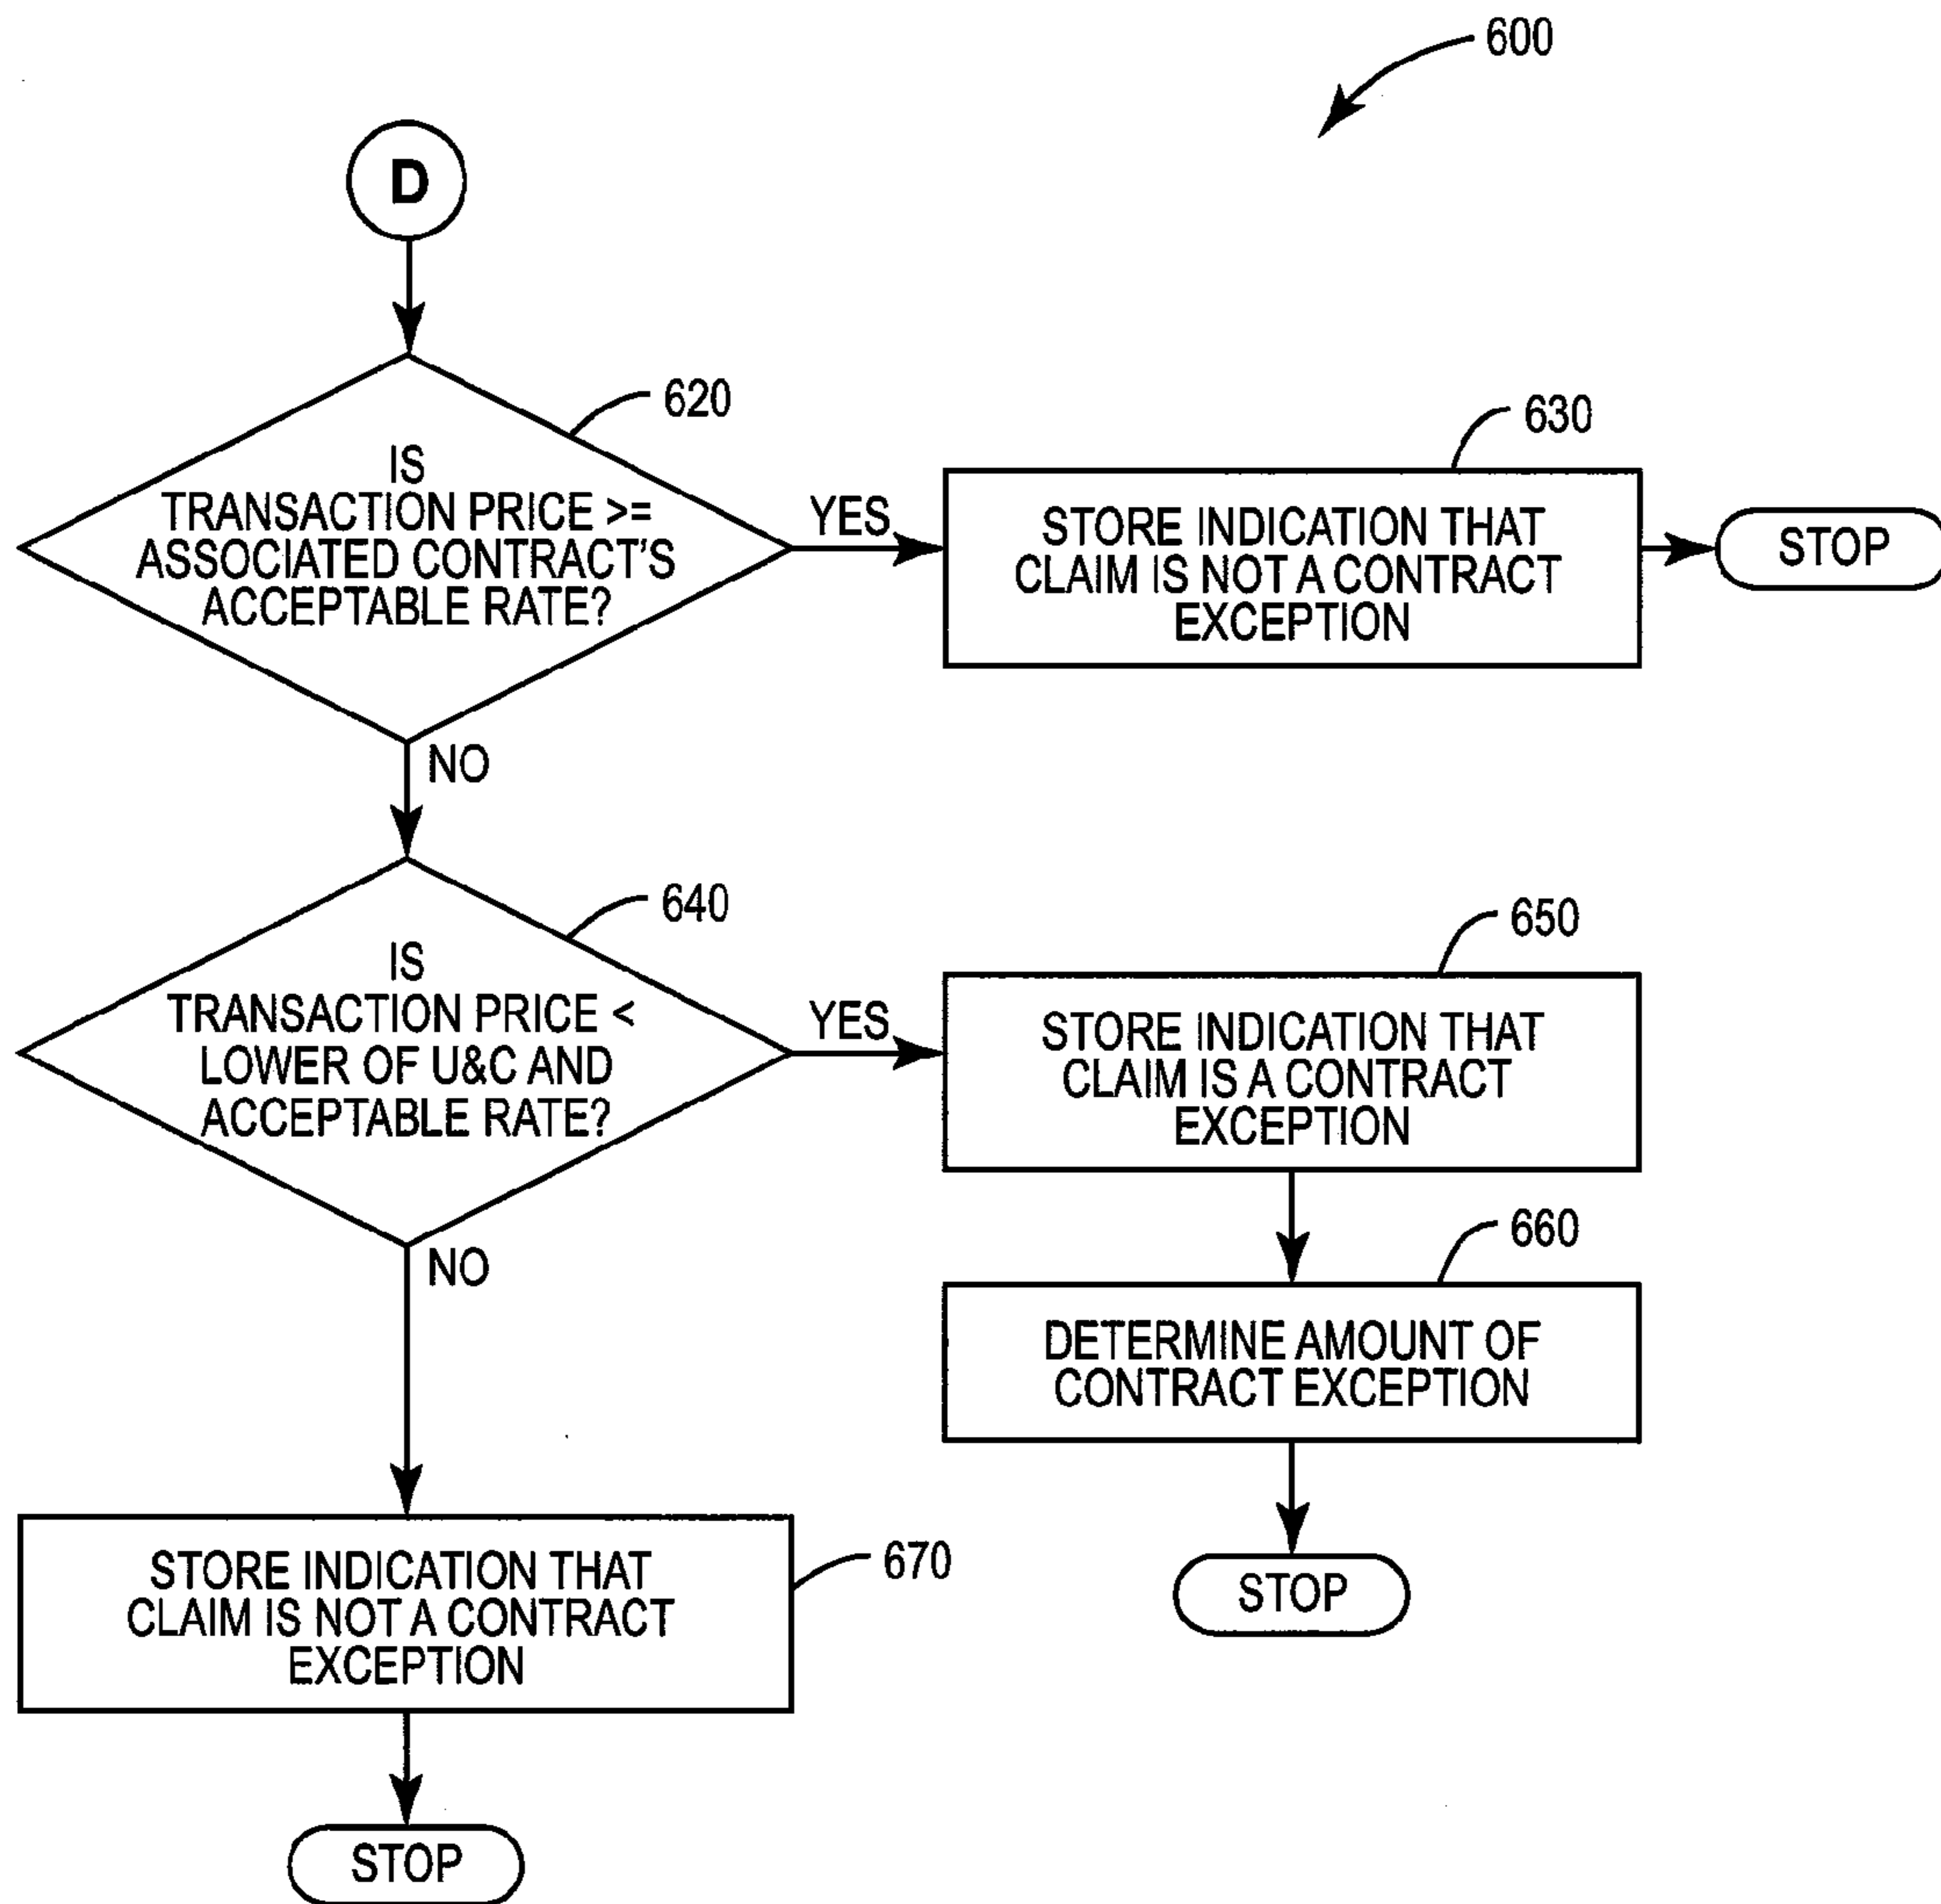 600
D
620
IS
TRANSACTION PRICE >=
ASSOCIATED CONTRACT'S
ACCEPTABLE RATE?
YES
630
STORE INDICATION THAT
CLAIM IS NOT A CONTRACT
EXCEPTION
STOP
NO
640
IS
TRANSACTION PRICE <
LOWER OF U&C AND
ACCEPTABLE RATE?
YES
650
STORE INDICATION THAT
CLAIM IS A CONTRACT
EXCEPTION
660
DETERMINE AMOUNT OF
CONTRACT EXCEPTION
STOP
NO
670
STORE INDICATION THAT
CLAIM IS NOT A CONTRACT
EXCEPTION
STOP